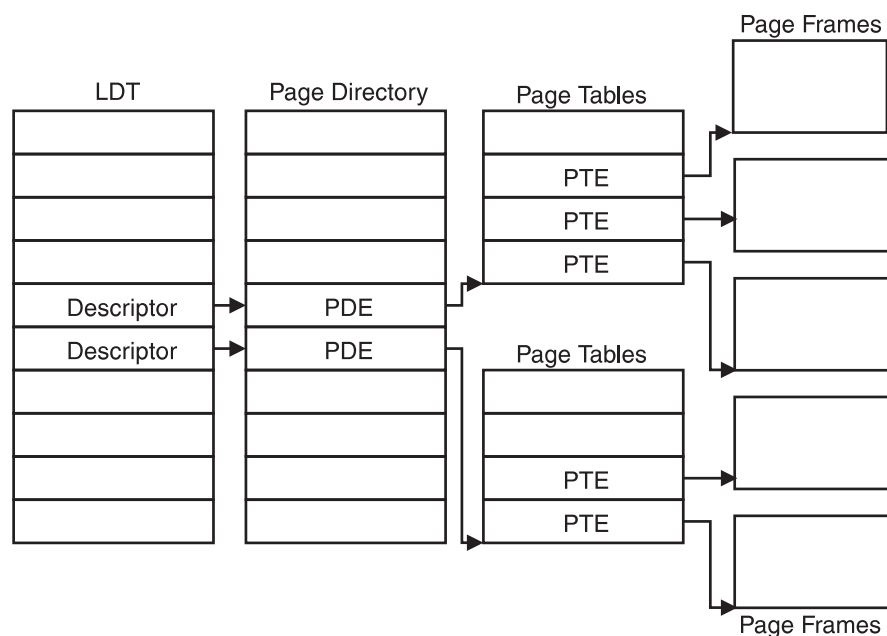 Page Frames
LDT
Page Directory
Page Tables
PTE
PTE
PTE
Descriptor
PDE
Descriptor
PDE
Page Tables
PTE
PTE
Page Frames